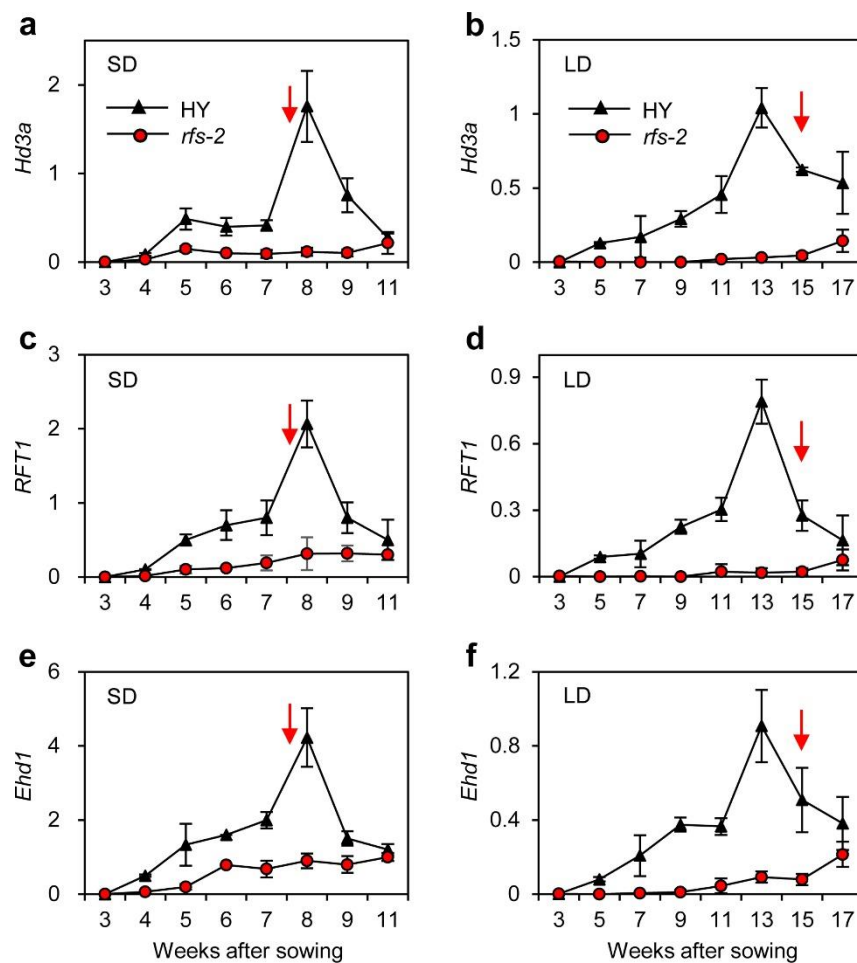 a
SD
HY
rfs-2
Hd3a
2
1
0
3 4 5 6 7 8 9 11
b
LD
HY
rfs-2
Hd3a
1
0.5
0
3 5 7 9 11 13 15 17
c
SD
RFT1
3
2
1
0
3 4 5 6 7 8 9 11
d
LD
RFT1
0.9
0.6
0.3
0
3 5 7 9 11 13 15 17
e
SD
Ehd1
6
4
2
0
3 4 5 6 7 8 9 11
Weeks after sowing
f
LD
Ehd1
1.2
0.8
0.4
0
3 5 7 9 11 13 15 17
Weeks after sowing